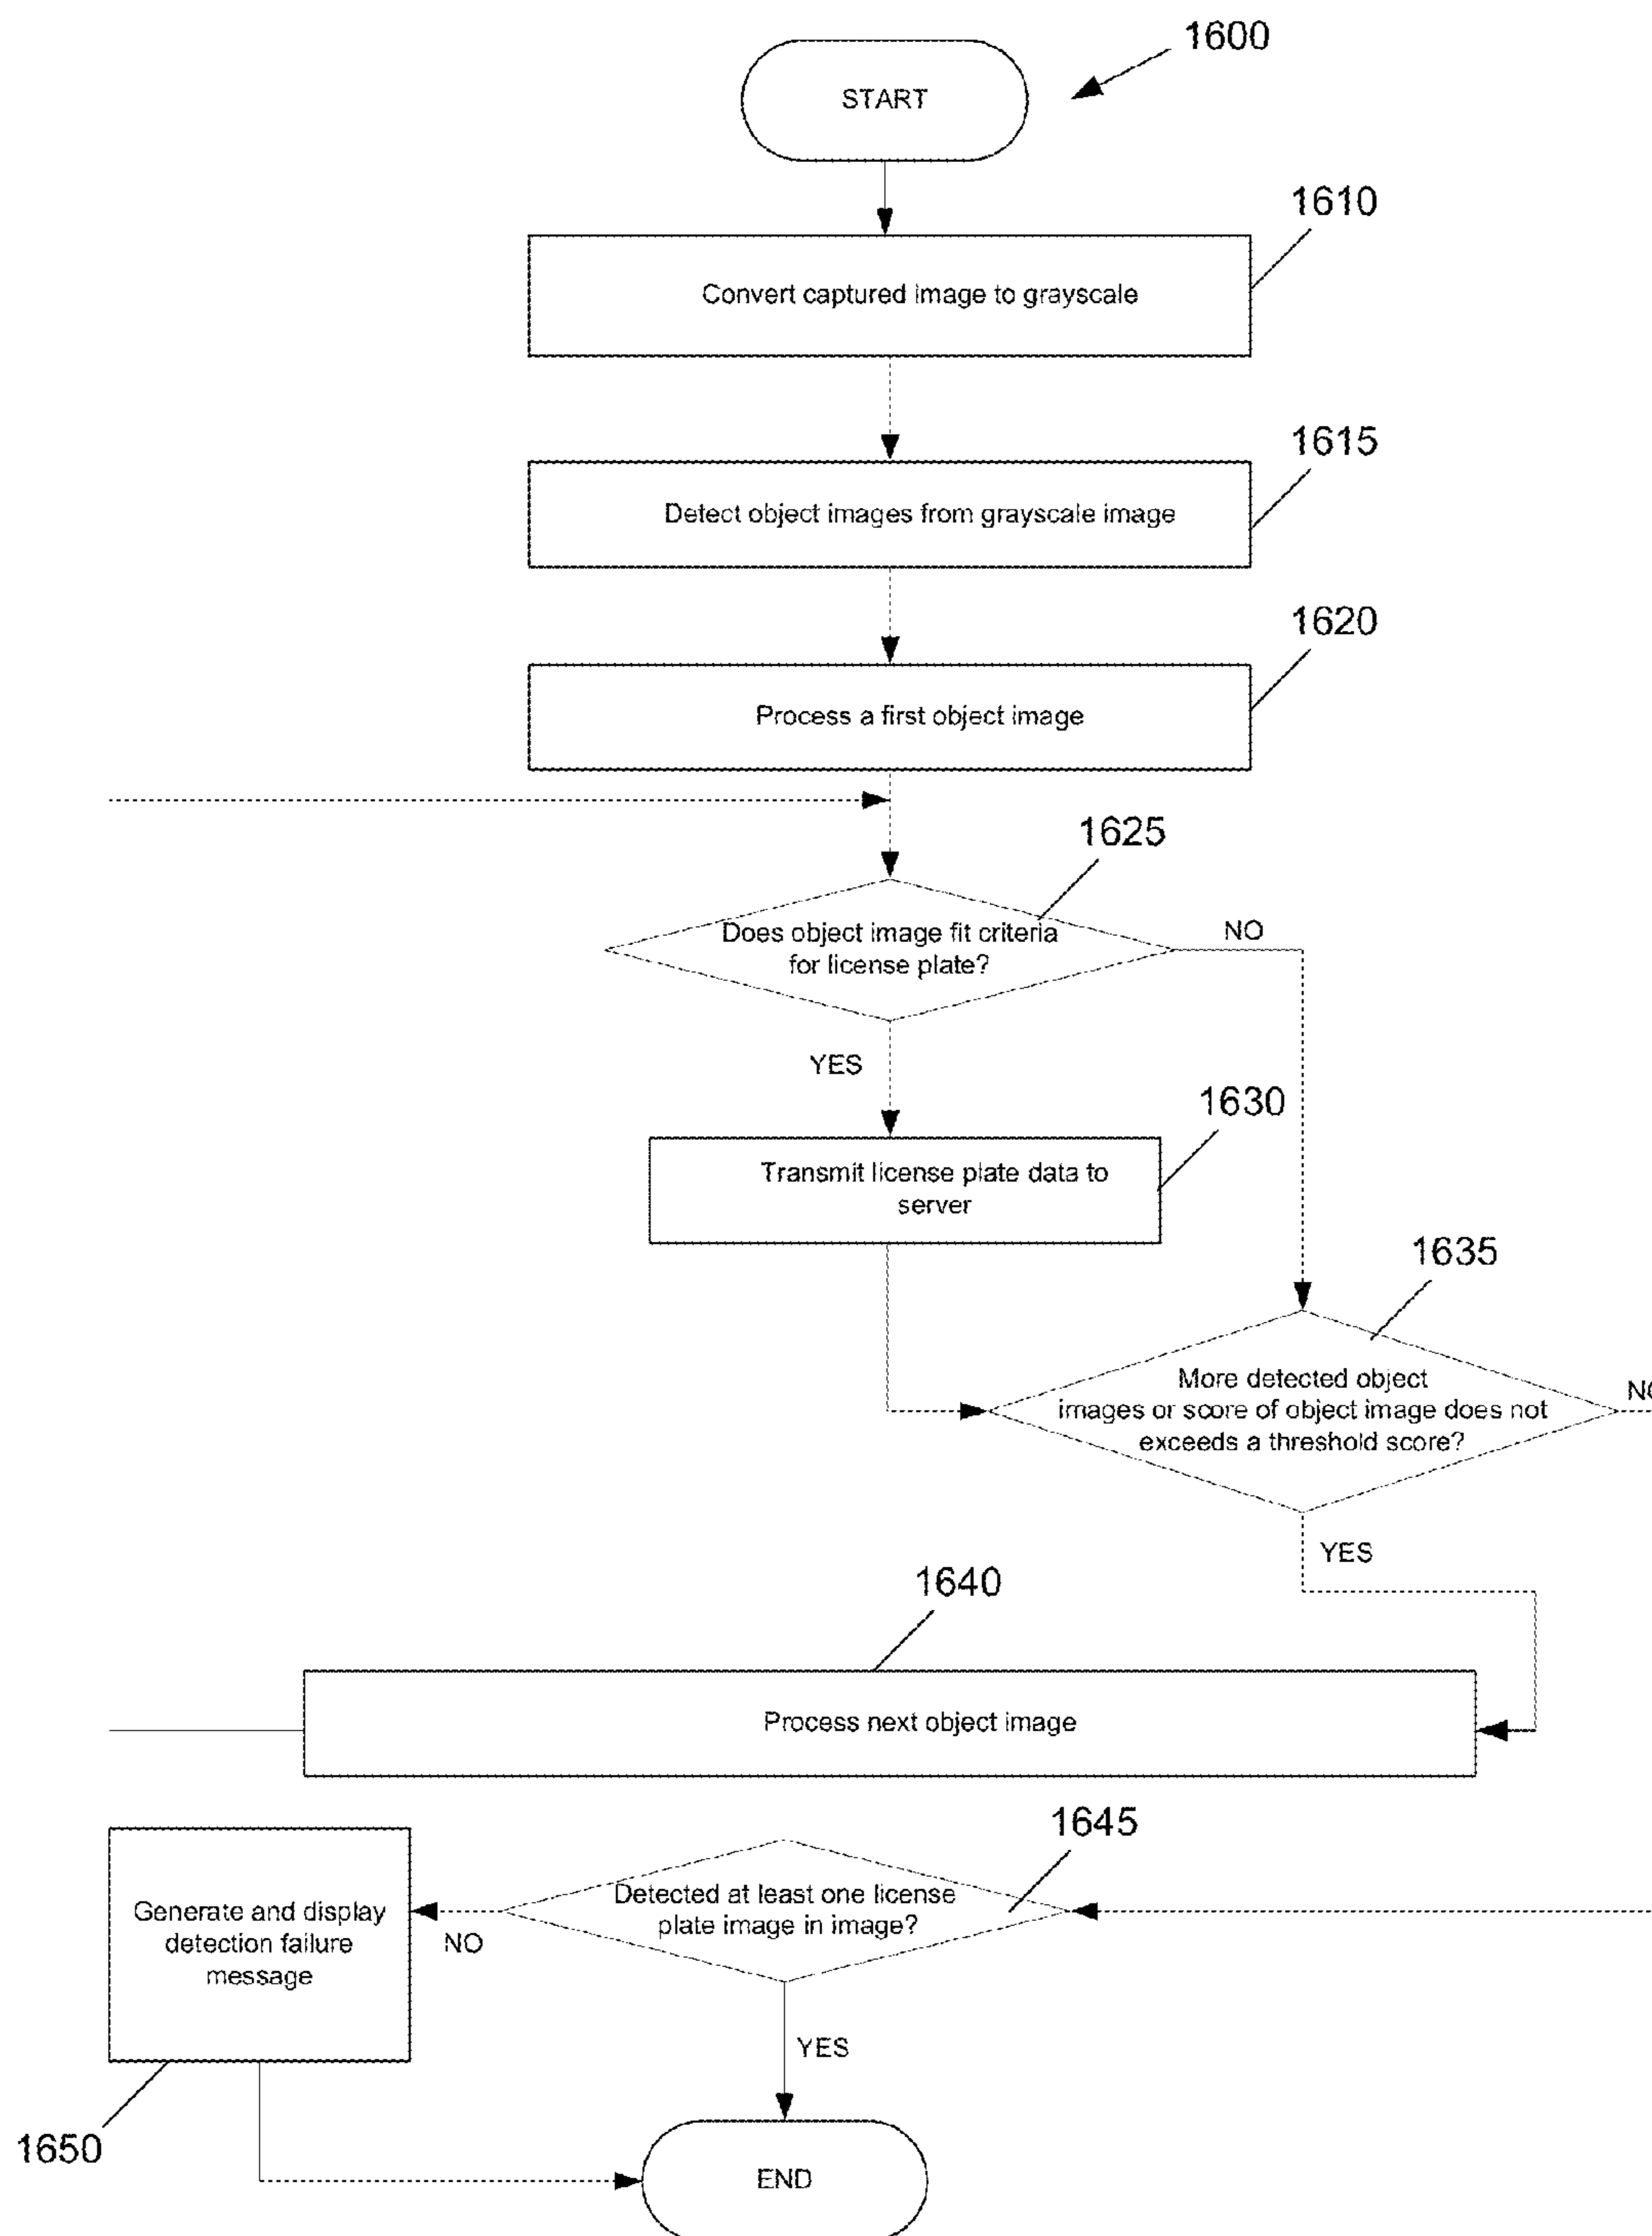 1600
START
1610
Convert captured image to grayscale
1615
Detect object images from grayscale image
1620
Process a first object image
1625
Does object image fit criteria
for license plate?
NO
YES
1630
Transmit license plate data to
server
1635
More detected object
images or score of object image does not
exceeds a threshold score?
NO
YES
1640
Process next object image
1645
Detected at least one license
plate image in image?
Generate and display
detection failure
message
NO
YES
1650
END